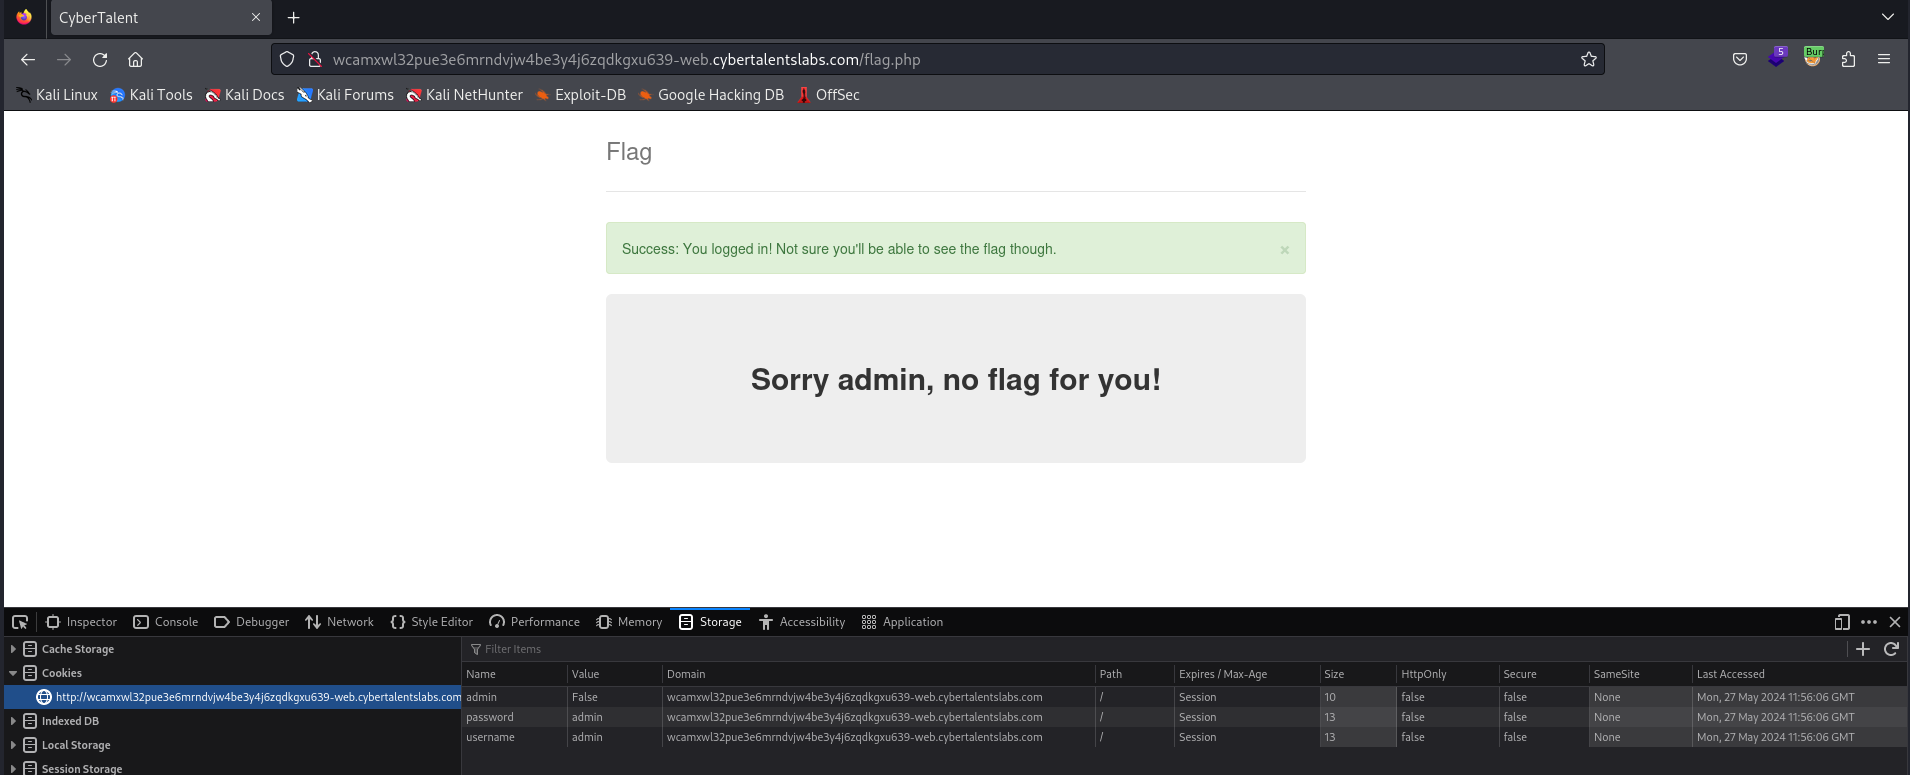 CyberTalent
wcamxwl32pue3e6mrndvjw4be3y4j6zqdkgxu639-web.cybertalentslabs.com/flag.php
5
Bur
Kali Linux Kali Tools Kali Docs Kali Forums Kali NetHunter Exploit-DB Google Hacking DB OffSec
Flag
Success: You logged in! Not sure you'll be able to see the flag though. ×
Sorry admin, no flag for you!
Inspector Console Debugger Network Style Editor Performance Memory Storage Accessibility Application
Cache Storage
Cookies
http://wcamxwl32pue3e6mrndvjw4be3y4j6zqdkgxu639-web.cybertalentslabs.com
Indexed DB
Local Storage
Session Storage
Filter Items
Name Value Domain Path Expires / Max-Age Size HttpOnly Secure SameSite Last Accessed
admin False wcamxwl32pue3e6mrndvjw4be3y4j6zqdkgxu639-web.cybertalentslabs.com / Session 10 false false None Mon, 27 May 2024 11:56:06 GMT
password admin wcamxwl32pue3e6mrndvjw4be3y4j6zqdkgxu639-web.cybertalentslabs.com / Session 13 false false None Mon, 27 May 2024 11:56:06 GMT
username admin wcamxwl32pue3e6mrndvjw4be3y4j6zqdkgxu639-web.cybertalentslabs.com / Session 13 false false None Mon, 27 May 2024 11:56:06 GMT